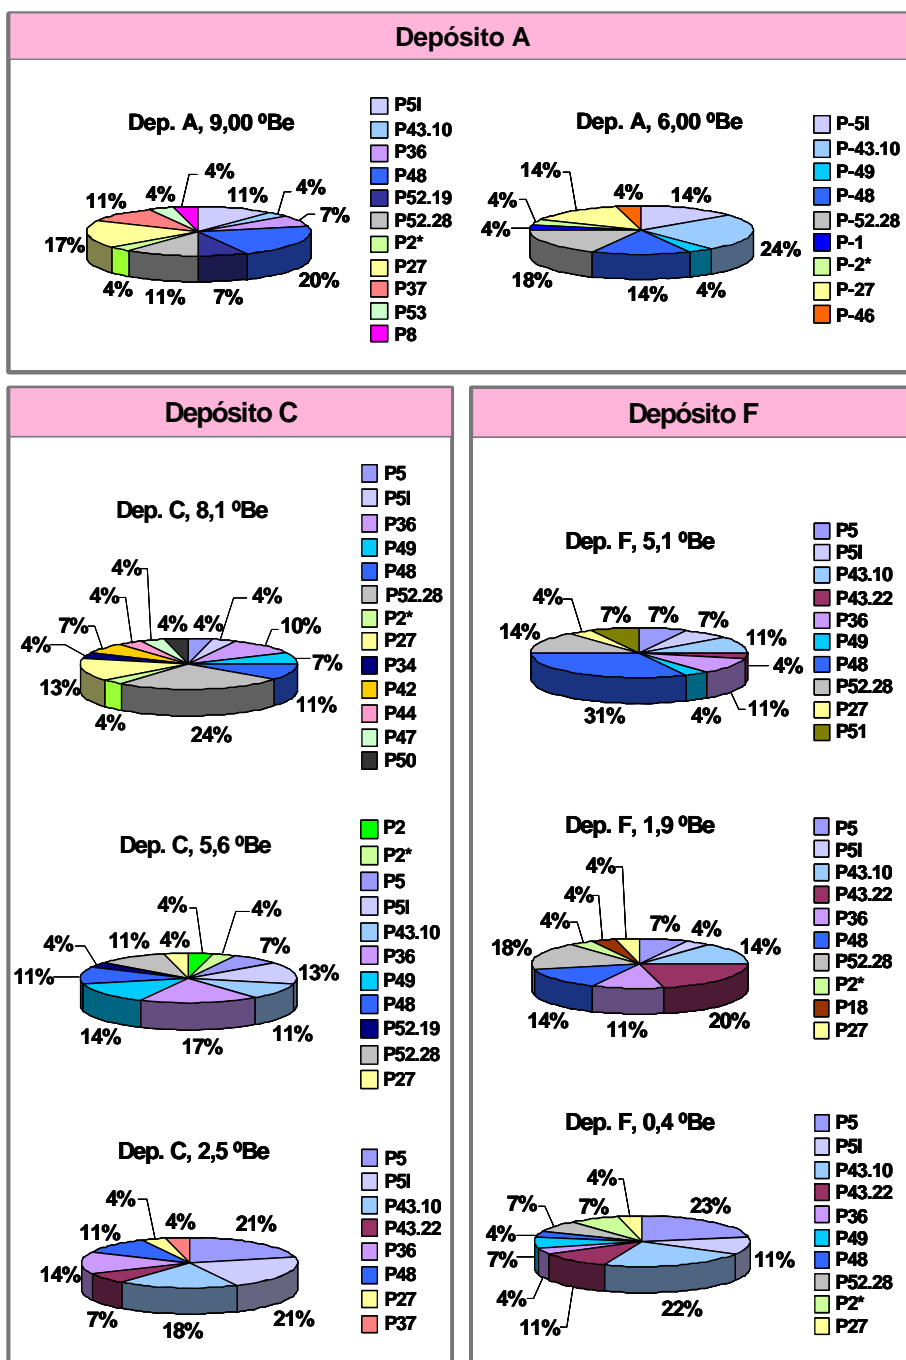 Depósito A
Dep. A, 9,00 ºBe
4%
11%
4%
11%
4%
7%
17%
4%
11%
7%
20%
P5I
P43.10
P36
P48
P52.19
P52.28
P2*
P27
P37
P53
P8
Dep. A, 6,00 ºBe
14%
4%
14%
4%
4%
24%
18%
14%
4%
P-5I
P-43.10
P-49
P-48
P-52.28
P-1
P-2*
P-27
P-46
Depósito C
Dep. C, 8,1 ºBe
4%
4%
4%
4%
4%
7%
10%
4%
7%
13%
11%
4%
24%
P5
P5I
P36
P49
P48
P52.28
P2*
P27
P34
P42
P44
P47
P50
Dep. C, 5,6 ºBe
4%
4%
11%
4%
7%
4%
11%
13%
14%
17%
11%
P2
P2*
P5
P5I
P43.10
P36
P49
P48
P52.19
P52.28
P27
Dep. C, 2,5 ºBe
4%
4%
21%
11%
14%
7%
18%
21%
P5
P5I
P43.10
P43.22
P36
P48
P27
P37
Depósito F
Dep. F, 5,1 ºBe
4%
7%
7%
7%
14%
11%
4%
31%
4%
11%
P5
P5I
P43.10
P43.22
P36
P49
P48
P52.28
P27
P51
Dep. F, 1,9 ºBe
4%
4%
4%
7%
4%
18%
14%
14%
11%
20%
P5
P5I
P43.10
P43.22
P36
P48
P52.28
P2*
P18
P27
Dep. F, 0,4 ºBe
4%
7%
7%
23%
4%
7%
11%
4%
11%
22%
P5
P5I
P43.10
P43.22
P36
P49
P48
P52.28
P2*
P27